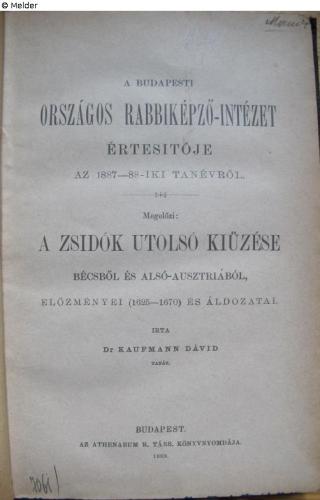 © Melder
A BUDAPESTI
ORSZÁGOS RABBIKÉPZŐ-INTÉZET
ÉRTESITŐJE
AZ 1887—88-IKI TANÉVRŐL.
Megelőzi:
A ZSIDÓK UTOLSÓ KIŰZÉSE
BÉCSBŐL ÉS ALSÓ-AUSZTRIÁBÓL,
ELŐZMÉNYEI (1625—1670) ÉS ÁLDOZATAI.
IRTA
Dr KAUFMANN DÁVID
TANÁR.
BUDAPEST.
AZ ATHENAEUM R. TÁRS. KÖNYVNYOMDÁJA.